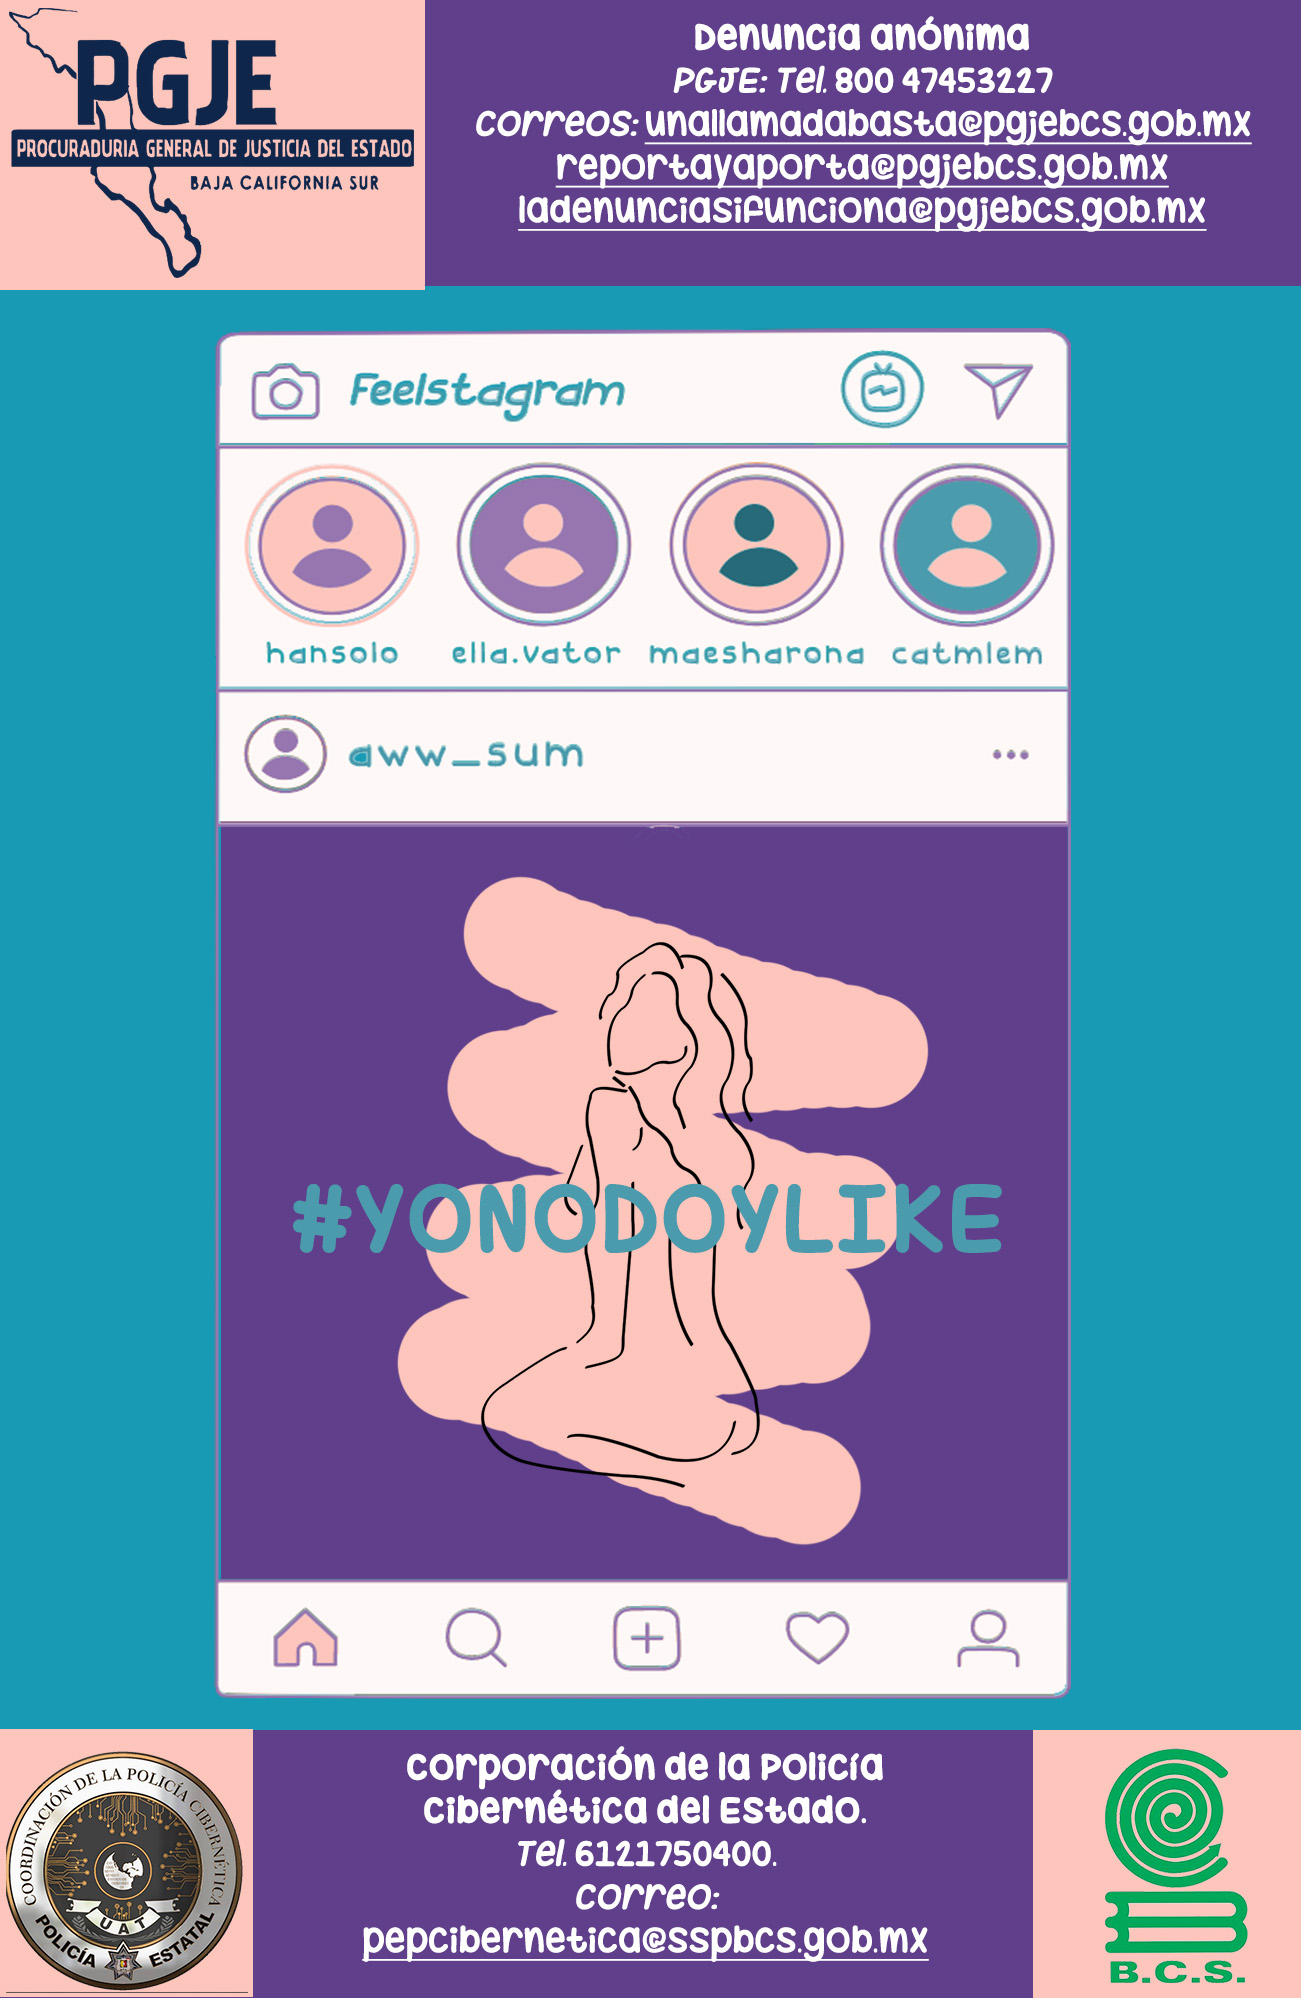 PGJE
PROCURADURIA GENERAL DE JUSTICIA DEL ESTADO
BAJA CALIFORNIA SUR
Denuncia anónima
PGJE: Tel. 800 47453227
correos: unallamadabasta@pgjebcs.gob.mx
reportayaporta@pgjebcs.gob.mx
ladenunciasifunciona@pgjebcs.gob.mx
Feelstagram
hansolo ella.vator maesharona catmlem
aww_sum
#YONODOYLIKE
COORDINACIÓN DE LA POLICÍA CIBERNÉTICA
UAT
POLICÍA ESTATAL
Corporación de la Policía
Cibernética del Estado.
Tel. 6121750400.
correo:
pepcibernetica@sspbcs.gob.mx
B.C.S.